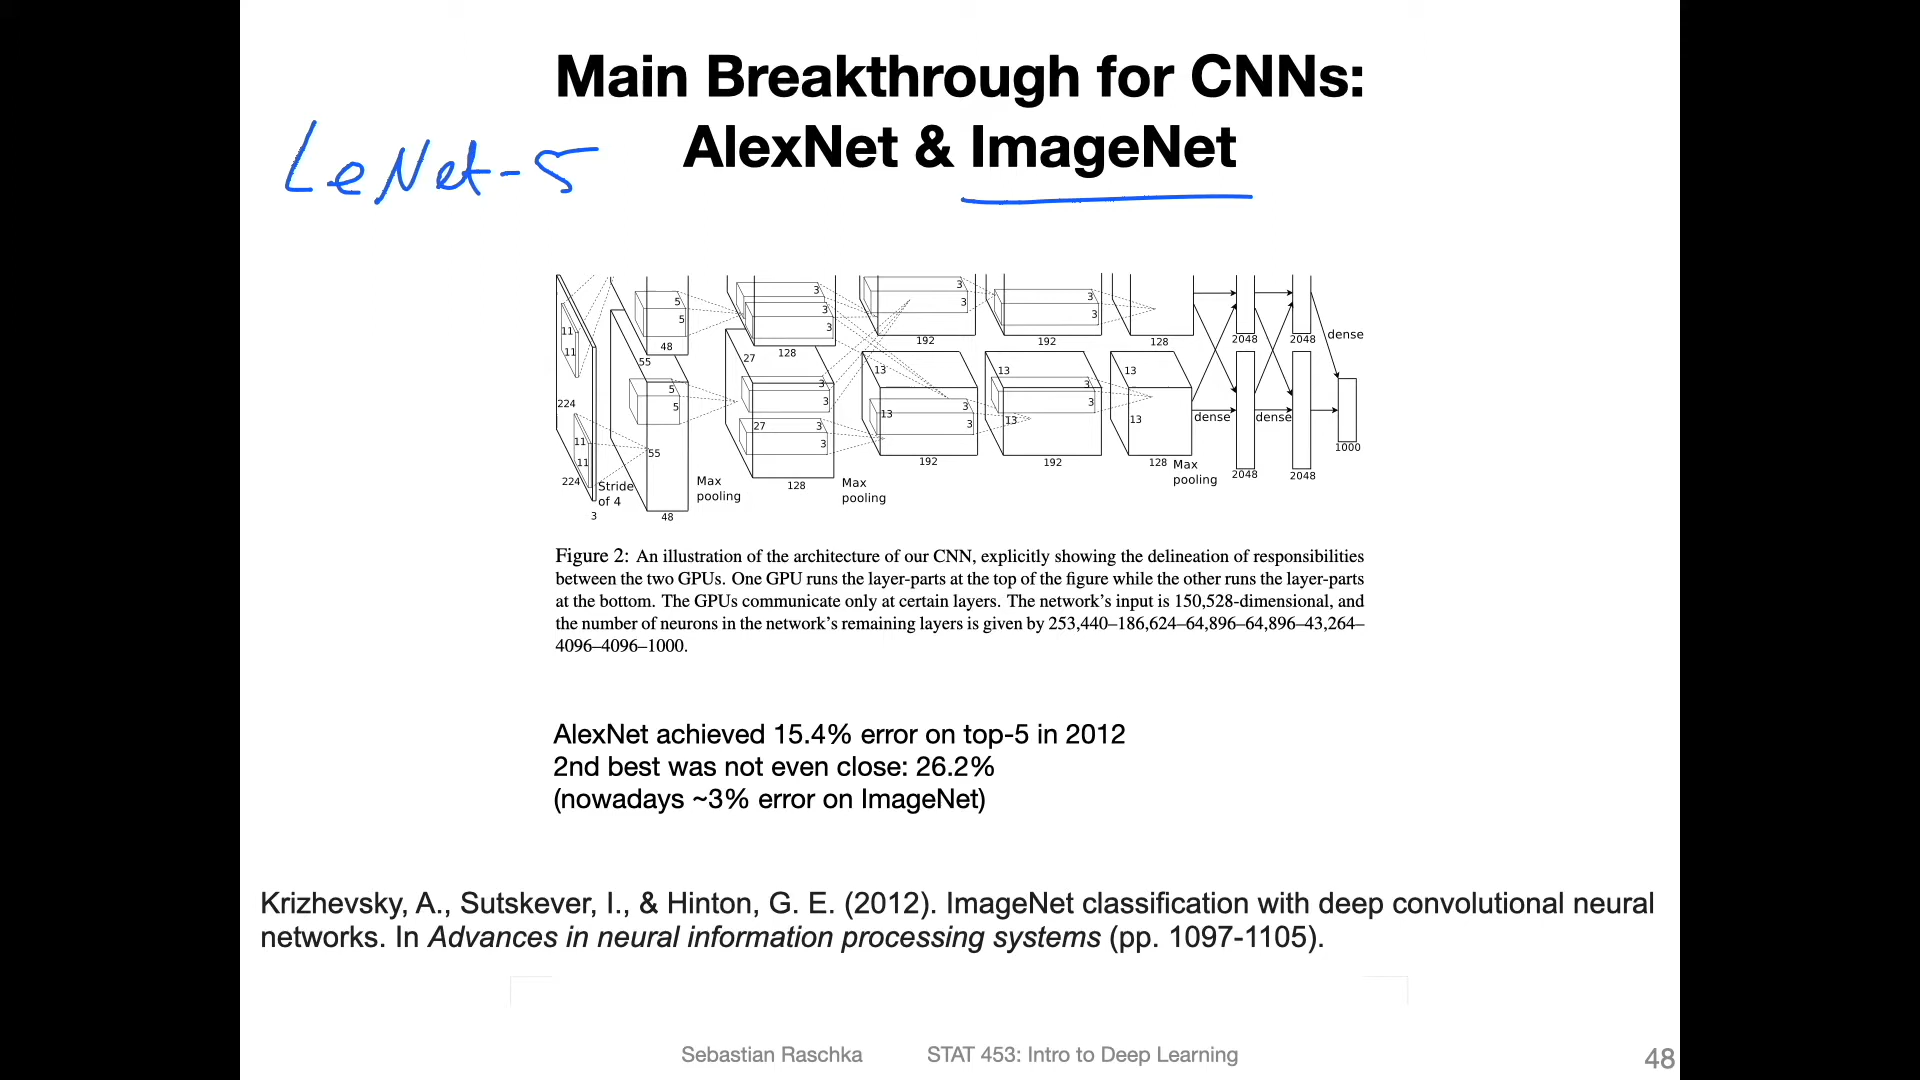 Main Breakthrough for CNNs:
AlexNet & ImageNet
LeNet-5
11
11
5
5
48
55
3
3
3
128
27
3
3
192
3
3
192
128
2048
2048
dense
224
11
11
224
3
Stride
of 4
5
5
55
48
Max
pooling
3
3
27
3
3
128
Max
pooling
13
13
3
3
192
13
13
3
3
192
13
13
128
Max
pooling
dense
dense
2048
2048
1000
Figure 2: An illustration of the architecture of our CNN, explicitly showing the delineation of responsibilities
between the two GPUs. One GPU runs the layer-parts at the top of the figure while the other runs the layer-parts
at the bottom. The GPUs communicate only at certain layers. The network's input is 150,528-dimensional, and
the number of neurons in the network's remaining layers is given by 253,440–186,624–64,896–64,896–43,264–
4096–4096–1000.
AlexNet achieved 15.4% error on top-5 in 2012
2nd best was not even close: 26.2%
(nowadays ~3% error on ImageNet)
Krizhevsky, A., Sutskever, I., & Hinton, G. E. (2012). ImageNet classification with deep convolutional neural
networks. In Advances in neural information processing systems (pp. 1097-1105).
Sebastian Raschka STAT 453: Intro to Deep Learning 48